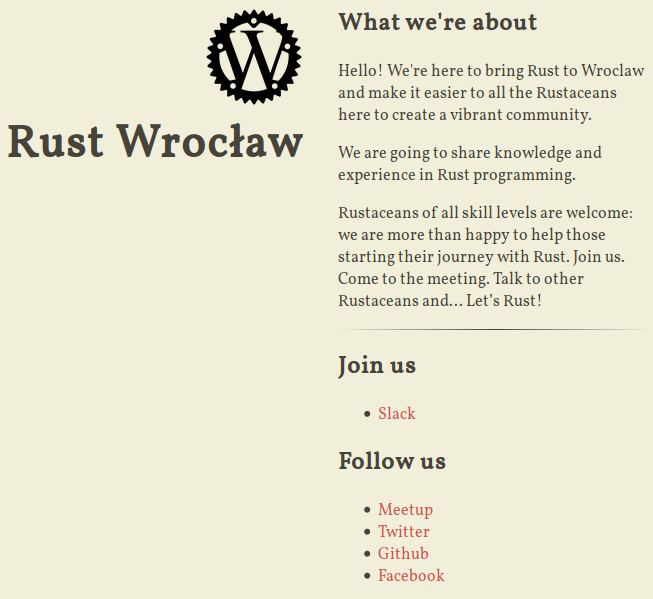 W
Rust Wrocław
What we're about
Hello! We're here to bring Rust to Wroclaw
and make it easier to all the Rustaceans
here to create a vibrant community.
We are going to share knowledge and
experience in Rust programming.
Rustaceans of all skill levels are welcome:
we are more than happy to help those
starting their journey with Rust. Join us.
Come to the meeting. Talk to other
Rustaceans and... Let’s Rust!
Join us
Slack
Follow us
Meetup
Twitter
Github
Facebook